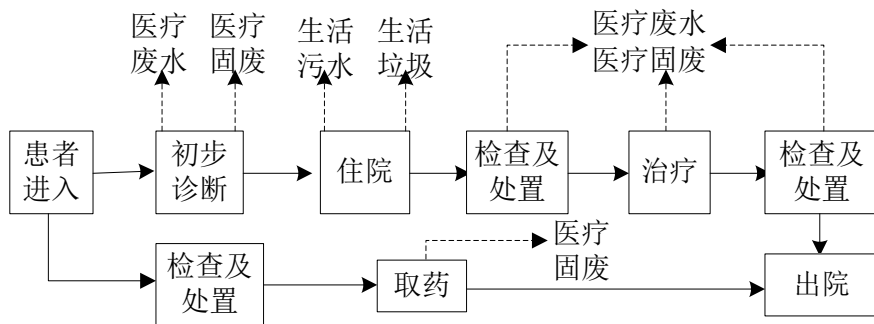 医疗
废水
医疗
固废
生活
污水
生活
垃圾
医疗废水
医疗固废
患者
进入
初步
诊断
住院
检查及
处置
治疗
检查及
处置
检查及
处置
取药
医疗
固废
出院